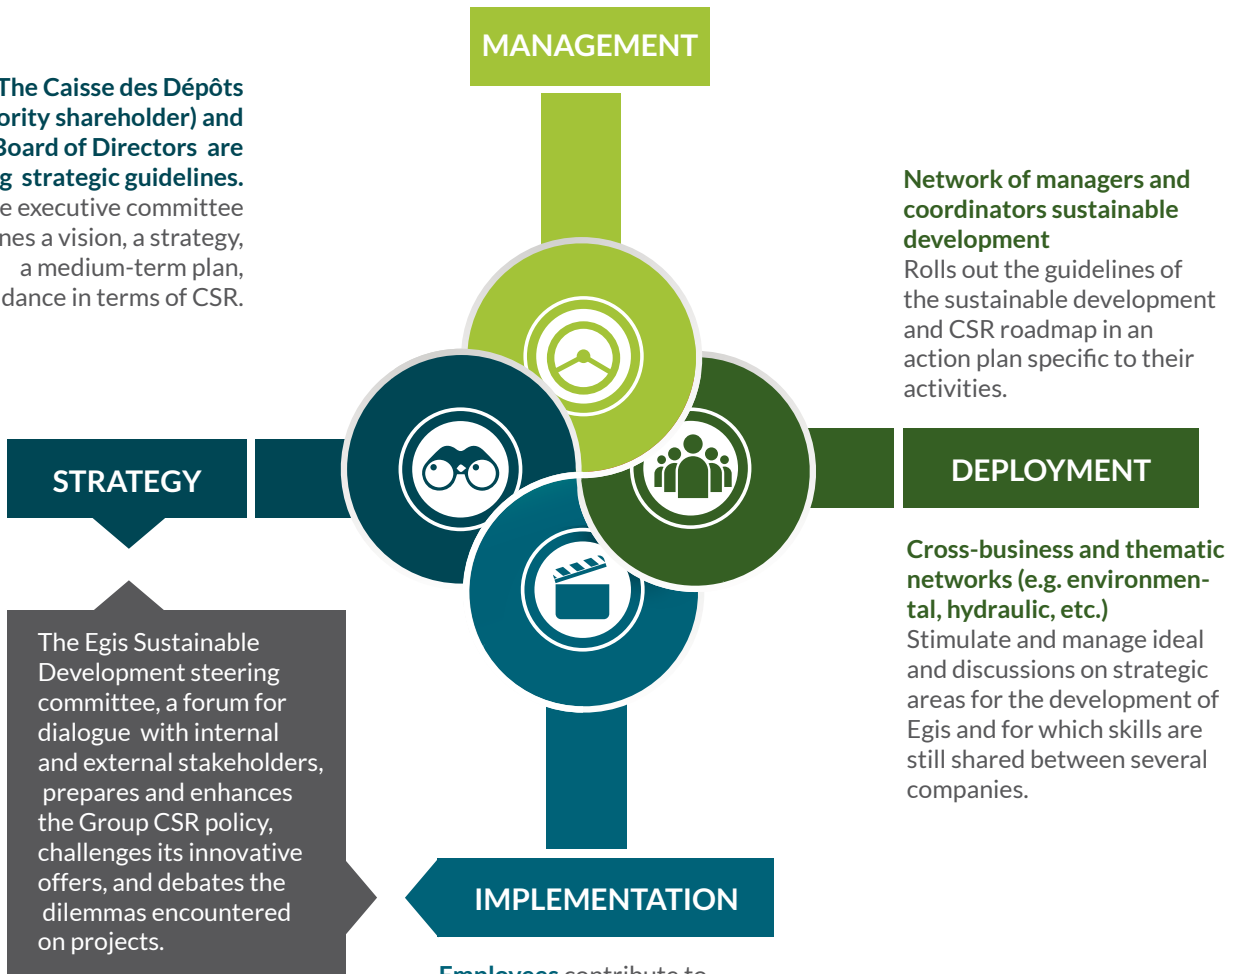 MANAGEMENT
The Caisse des Dépôts
shareholder) and
Board of Directors are
strategic guidelines.
executive committee
a vision, a strategy,
a medium-term plan,
in terms of CSR.
Network of managers and
coordinators sustainable
development
Rolls out the guidelines of
the sustainable development
and CSR roadmap in an
action plan specific to their
activities.
STRATEGY
DEPLOYMENT
Cross-business and thematic
networks (e.g. environmen-
tal, hydraulic, etc.)
Stimulate and manage ideal
and discussions on strategic
areas for the development of
Egis and for which skills are
still shared between several
companies.
The Egis Sustainable
Development steering
committee, a forum for
dialogue with internal
and external stakeholders,
prepares and enhances
the Group CSR policy,
challenges its innovative
offers, and debates the
dilemmas encountered
on projects.
IMPLEMENTATION
Employees contribute to